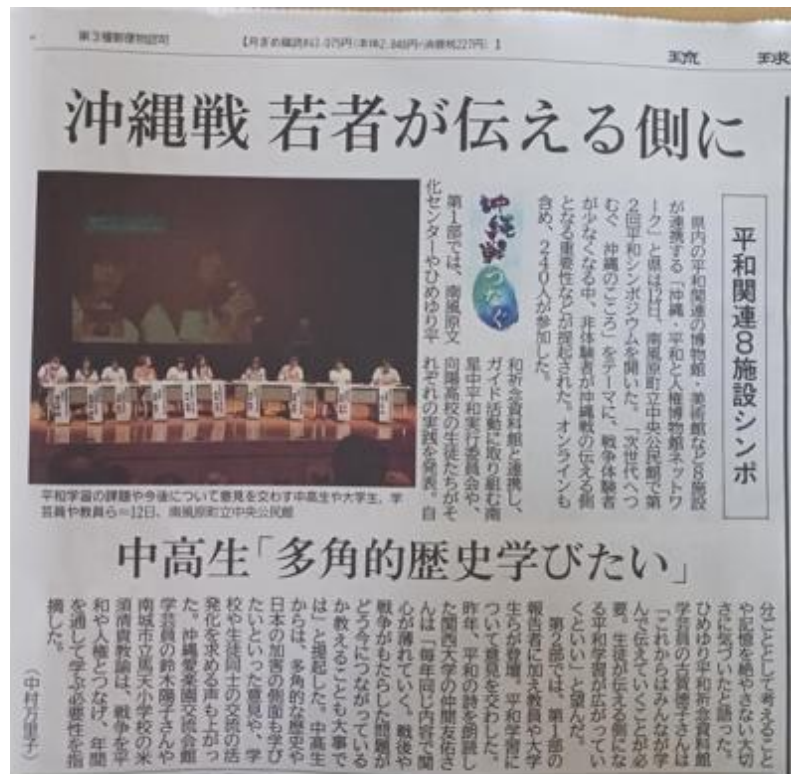 第3種郵便物認可
【月ぎめ購読料3,075円(本体2,848円+消費税227円)】
琉球
沖縄戦 若者が伝える側に
平和関連8施設シンポ
県内の平和関連の博物館・美術館など8施設
が連携する「沖縄・平和と人権博物館ネットワ
ーク」と県は12日、南風原町立中央公民館で第
2回平和シンポジウムを開いた。「次世代へつ
むぐ 沖縄のこころ」をテーマに、戦争体験者
が少なくなる中、非体験者が沖縄戦の伝える側
となる重要性などが提起された。オンラインも
含め、240人が参加した。
沖縄戦つなぐ
第1部では、南風原文
化センターやひめゆり平
和祈念資料館と連携し、
ガイド活動に取り組む南
星中平和実行委員会や、
向陽高校の生徒たちがそ
れぞれの実践を発表。自
平和学習の課題や今後について意見を交わす中高生や大学生、学
芸員や教員ら=12日、南風原町立中央公民館
中高生「多角的歴史学びたい」
分ごととして考えること
や記憶を絶やさない大切
さに気づいたと語った。
ひめゆり平和祈念資料館
学芸員の古賀徳子さんは
「これからはみんなが学
んで伝えていくことが必
要。生徒が伝える側にな
る平和学習が広がってい
くといい」と望んだ。
第2部では、第1部の
報告者に加え教員や大学
生らが登壇、平和学習に
ついて意見を交わした。
昨年、平和の詩を朗読し
た関西大学の仲間友佑さ
んは「毎年同じ内容で関
心が薄れていく。戦後や
戦争がもたらした問題が
どう今につながっている
か教えることも大事で
は」と提起した。中高生
からは、多角的な歴史や
日本の加害の側面も学び
たいといった意見や、学
校や生徒同士の交流の活
発化を求める声も上がっ
た。沖縄愛楽園交流会館
学芸員の鈴木陽子さんや
南城市立馬天小学校の米
須清貴教諭は、戦争を平
和や人権とつなげ、年間
を通して学ぶ必要性を指
摘した。
(中村万里子)